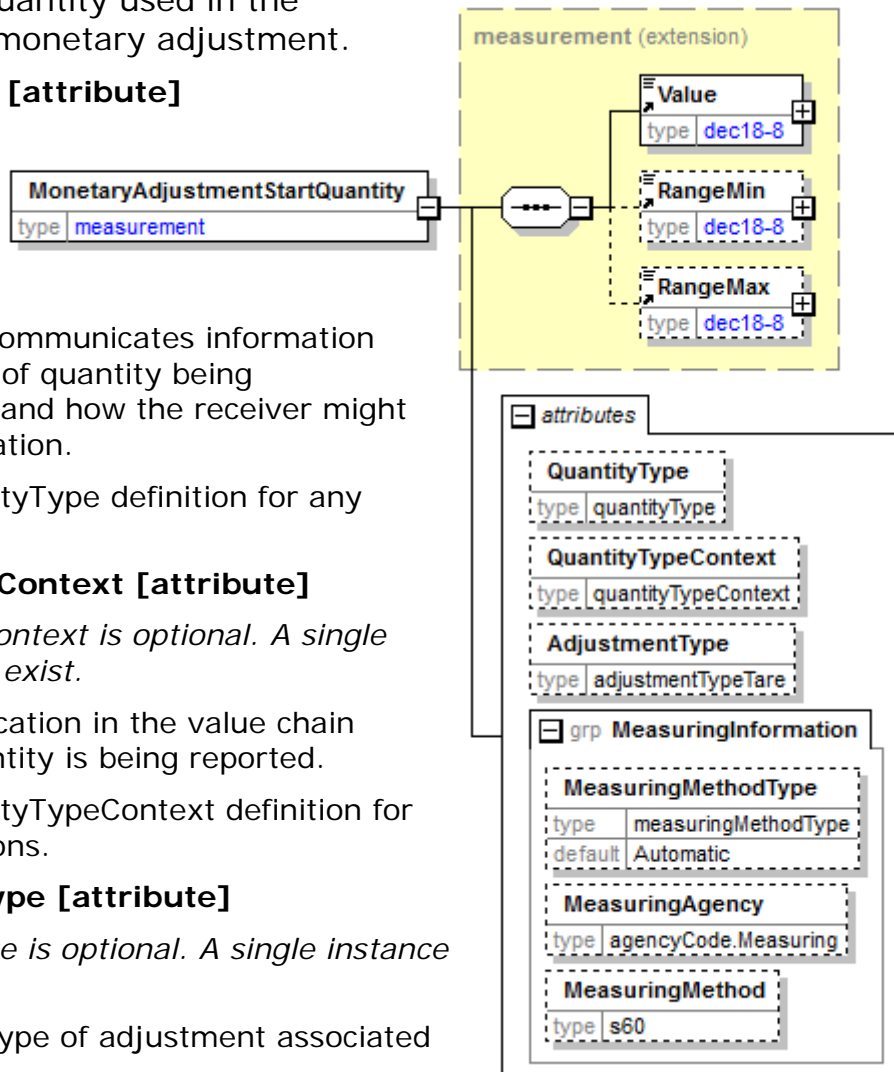 uantity used in the
monetary adjustment.
[attribute]
ommunicates information
of quantity being
and how the receiver might
ation.
tyType definition for any
Context [attribute]
ontext is optional. A single
exist.
cation in the value chain
ntity is being reported.
tyTypeContext definition for
ons.
ype [attribute]
e is optional. A single instance
ype of adjustment associated
MonetaryAdjustmentStartQuantity
type measurement
measurement (extension)
Value
type dec18-8
RangeMin
type dec18-8
RangeMax
type dec18-8
attributes
QuantityType
type quantityType
QuantityTypeContext
type quantityTypeContext
AdjustmentType
type adjustmentTypeTare
grp MeasuringInformation
MeasuringMethodType
type measuringMethodType
default Automatic
MeasuringAgency
type agencyCode.Measuring
MeasuringMethod
type s60